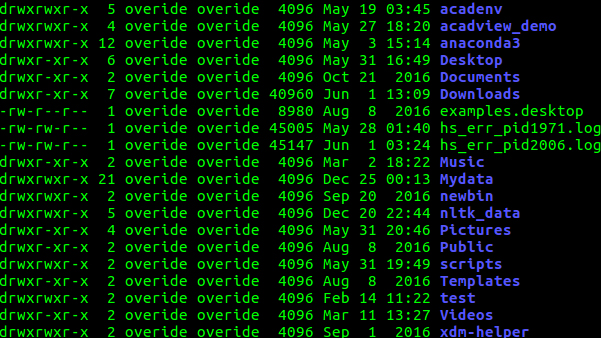 drwxrwxr-x  5 overide overide  4096 May 19 03:45 acadenv
drwxrwxr-x  4 overide overide  4096 May 27 18:20 acadview_demo
drwxrwxr-x 12 overide overide  4096 May  3 15:14 anaconda3
drwxr-xr-x  6 overide overide  4096 May 31 16:49 Desktop
drwxr-xr-x  2 overide overide  4096 Oct 21  2016 Documents
drwxr-xr-x  7 overide overide 40960 Jun  1 13:09 Downloads
-rw-r--r--  1 overide overide  8980 Aug  8  2016 examples.desktop
-rw-rw-r--  1 overide overide 45005 May 28 01:40 hs_err_pid1971.log
-rw-rw-r--  1 overide overide 45147 Jun  1 03:24 hs_err_pid2006.log
drwxr-xr-x  2 overide overide  4096 Mar  2 18:22 Music
drwxrwxr-x 21 overide overide  4096 Dec 25 00:13 Mydata
drwxrwxr-x  2 overide overide  4096 Sep 20  2016 newbin
drwxrwxr-x  5 overide overide  4096 Dec 20 22:44 nltk_data
drwxr-xr-x  4 overide overide  4096 May 31 20:46 Pictures
drwxr-xr-x  2 overide overide  4096 Aug  8  2016 Public
drwxrwxr-x  2 overide overide  4096 May 31 19:49 scripts
drwxr-xr-x  2 overide overide  4096 Aug  8  2016 Templates
drwxrwxr-x  2 overide overide  4096 Feb 14 11:22 test
drwxr-xr-x  2 overide overide  4096 Mar 11 13:27 Videos
drwxrwxr-x  2 overide overide  4096 Sep  1  2016 xdm-helper